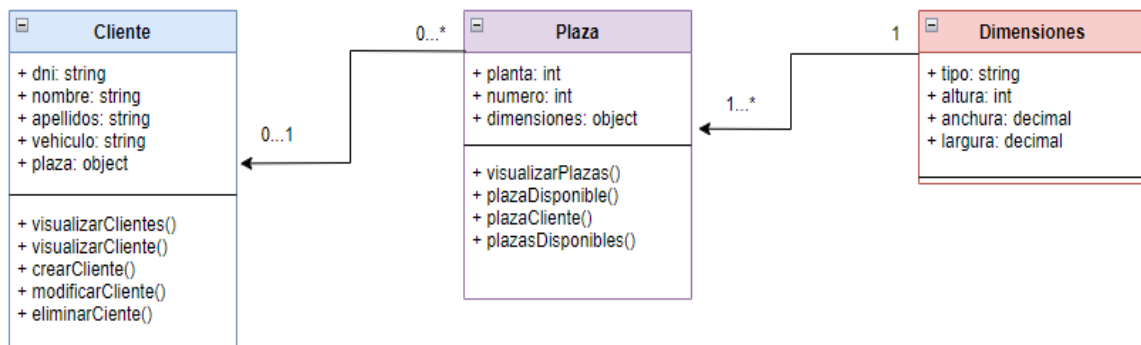 Cliente
+ dni: string
+ nombre: string
+ apellidos: string
+ vehiculo: string
+ plaza: object
+ visualizarClientes()
+ visualizarCliente()
+ crearCliente()
+ modificarCliente()
+ eliminarCiente()
0...*
0...1
Plaza
+ planta: int
+ numero: int
+ dimensiones: object
+ visualizarPlazas()
+ plazaDisponible()
+ plazaCliente()
+ plazasDisponibles()
1
1...*
Dimensiones
+ tipo: string
+ altura: int
+ anchura: decimal
+ largura: decimal